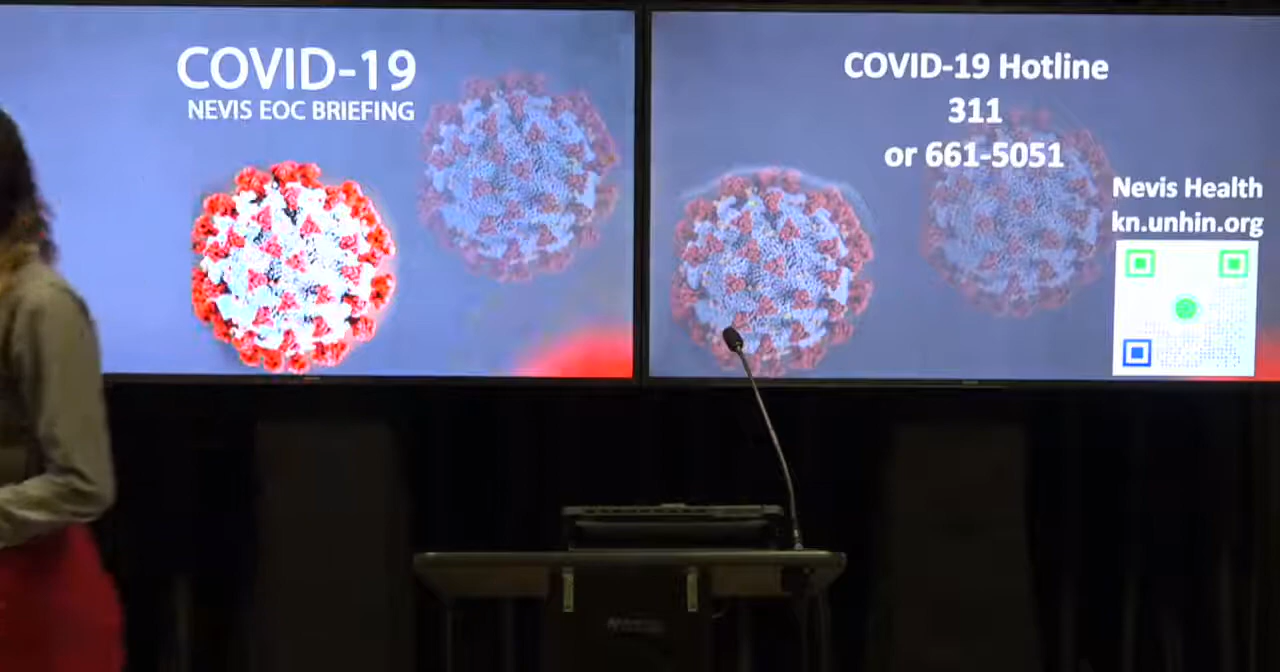 COVID-19
NEVIS EOC BRIEFING
COVID-19 Hotline
311
or 661-5051
Nevis Health
kn.unhin.org